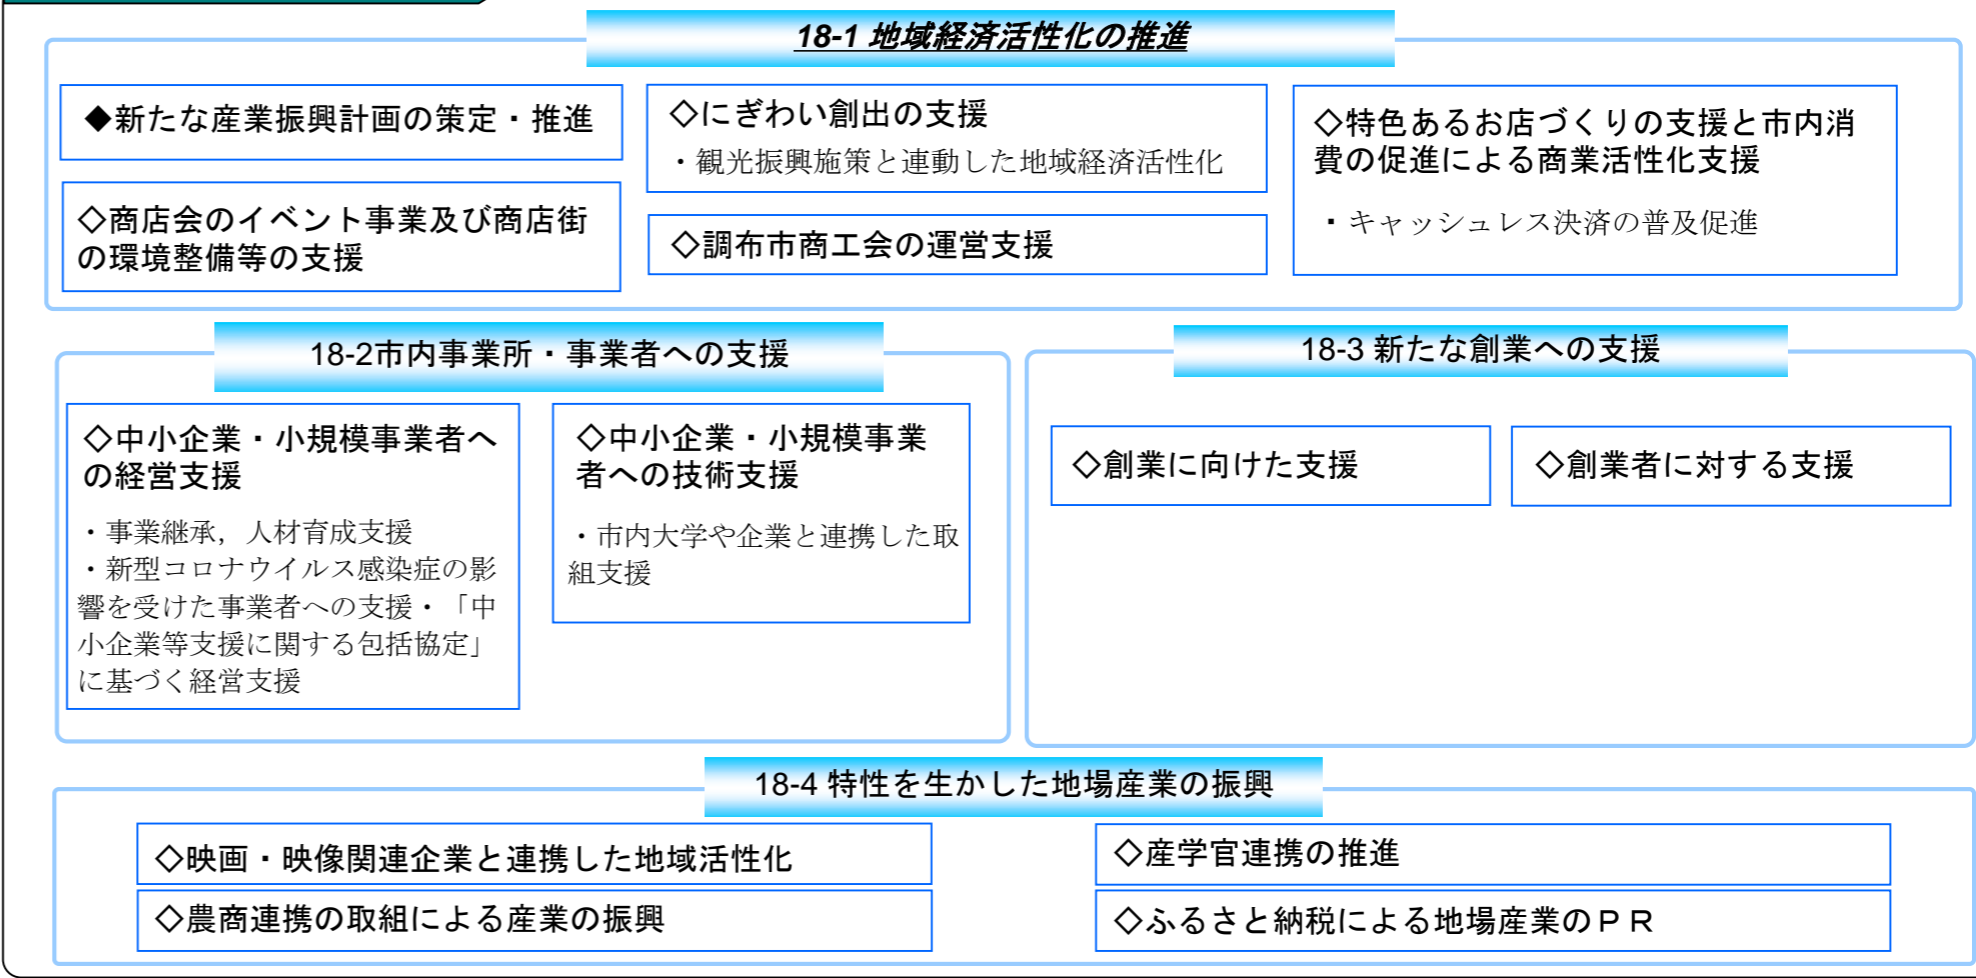 18-1 地域経済活性化の推進
◆新たな産業振興計画の策定・推進
◇商店会のイベント事業及び商店街
の環境整備等の支援
◇にぎわい創出の支援
・観光振興施策と連動した地域経済活性化
◇調布市商工会の運営支援
◇特色あるお店づくりの支援と市内消
費の促進による商業活性化支援
・キャッシュレス決済の普及促進
18-2市内事業所・事業者への支援
◇中小企業・小規模事業者へ
の経営支援
・事業継承，人材育成支援
・新型コロナウイルス感染症の影
響を受けた事業者への支援・「中
小企業等支援に関する包括協定」
に基づく経営支援
◇中小企業・小規模事業
者への技術支援
・市内大学や企業と連携した取
組支援
18-3 新たな創業への支援
◇創業に向けた支援
◇創業者に対する支援
18-4 特性を生かした地場産業の振興
◇映画・映像関連企業と連携した地域活性化
◇農商連携の取組による産業の振興
◇産学官連携の推進
◇ふるさと納税による地場産業のＰＲ